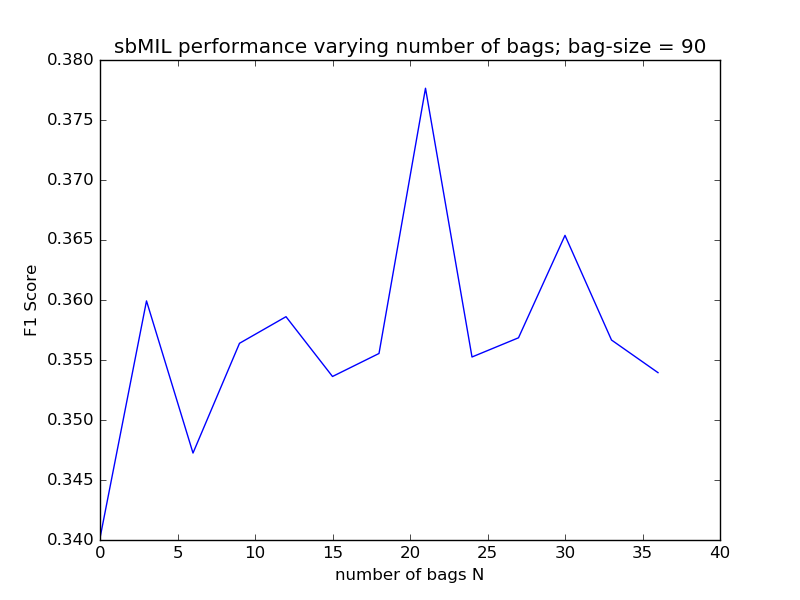 sbMIL performance varying number of bags; bag-size = 90
0.380
0.375
0.370
0.365
0.360
0.355
0.350
0.345
0.340
F1 Score
0 5 10 15 20 25 30 35 40
number of bags N